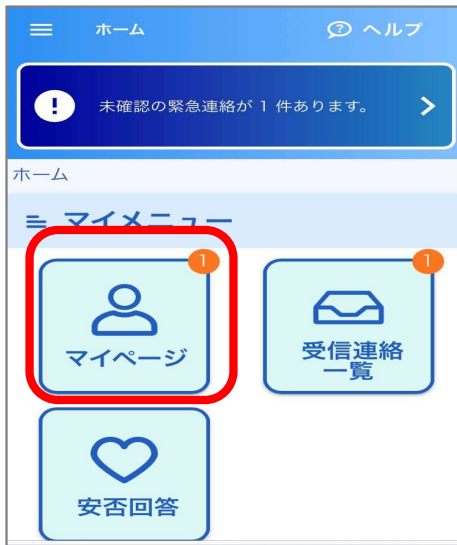 ホーム
ヘルプ
未確認の緊急連絡が 1 件あります。
ホーム
マイメニュー
1
マイページ
1
受信連絡
一覧
安否回答